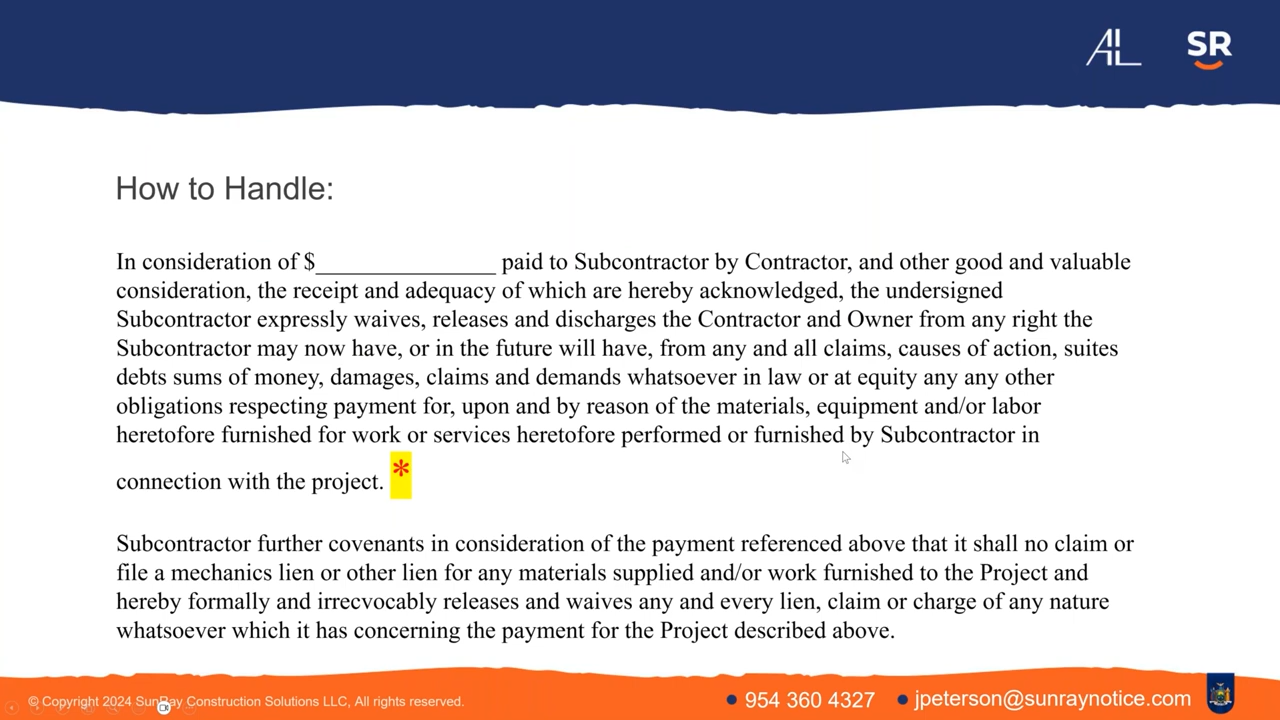 AL
SR
How to Handle:
In consideration of $_______________ paid to Subcontractor by Contractor, and other good and valuable
consideration, the receipt and adequacy of which are hereby acknowledged, the undersigned
Subcontractor expressly waives, releases and discharges the Contractor and Owner from any right the
Subcontractor may now have, or in the future will have, from any and all claims, causes of action, suites
debts sums of money, damages, claims and demands whatsoever in law or at equity any any other
obligations respecting payment for, upon and by reason of the materials, equipment and/or labor
heretofore furnished for work or services heretofore performed or furnished by Subcontractor in
connection with the project. *
Subcontractor further covenants in consideration of the payment referenced above that it shall no claim or
file a mechanics lien or other lien for any materials supplied and/or work furnished to the Project and
hereby formally and irrecvocably releases and waives any and every lien, claim or charge of any nature
whatsoever which it has concerning the payment for the Project described above.
© Copyright 2024 SunRay Construction Solutions LLC, All rights reserved.
• 954 360 4327 • jpeterson@sunraynotice.com